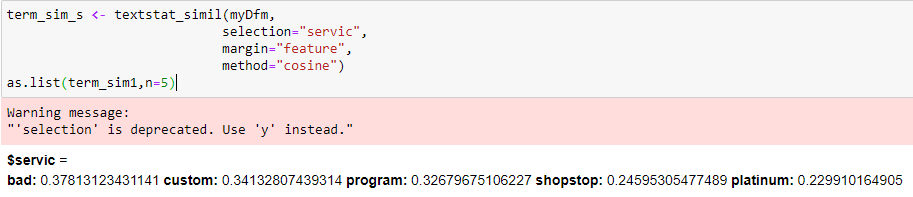 term_sim_s <- textstat_simil(myDfm,
selection="servic",
margin="feature",
method="cosine")
as.list(term_sim1,n=5)
Warning message:
"'selection' is deprecated. Use 'y' instead."
$servic =
bad: 0.37813123431141 custom: 0.34132807439314 program: 0.32679675106227 shopstop: 0.24595305477489 platinum: 0.229910164905